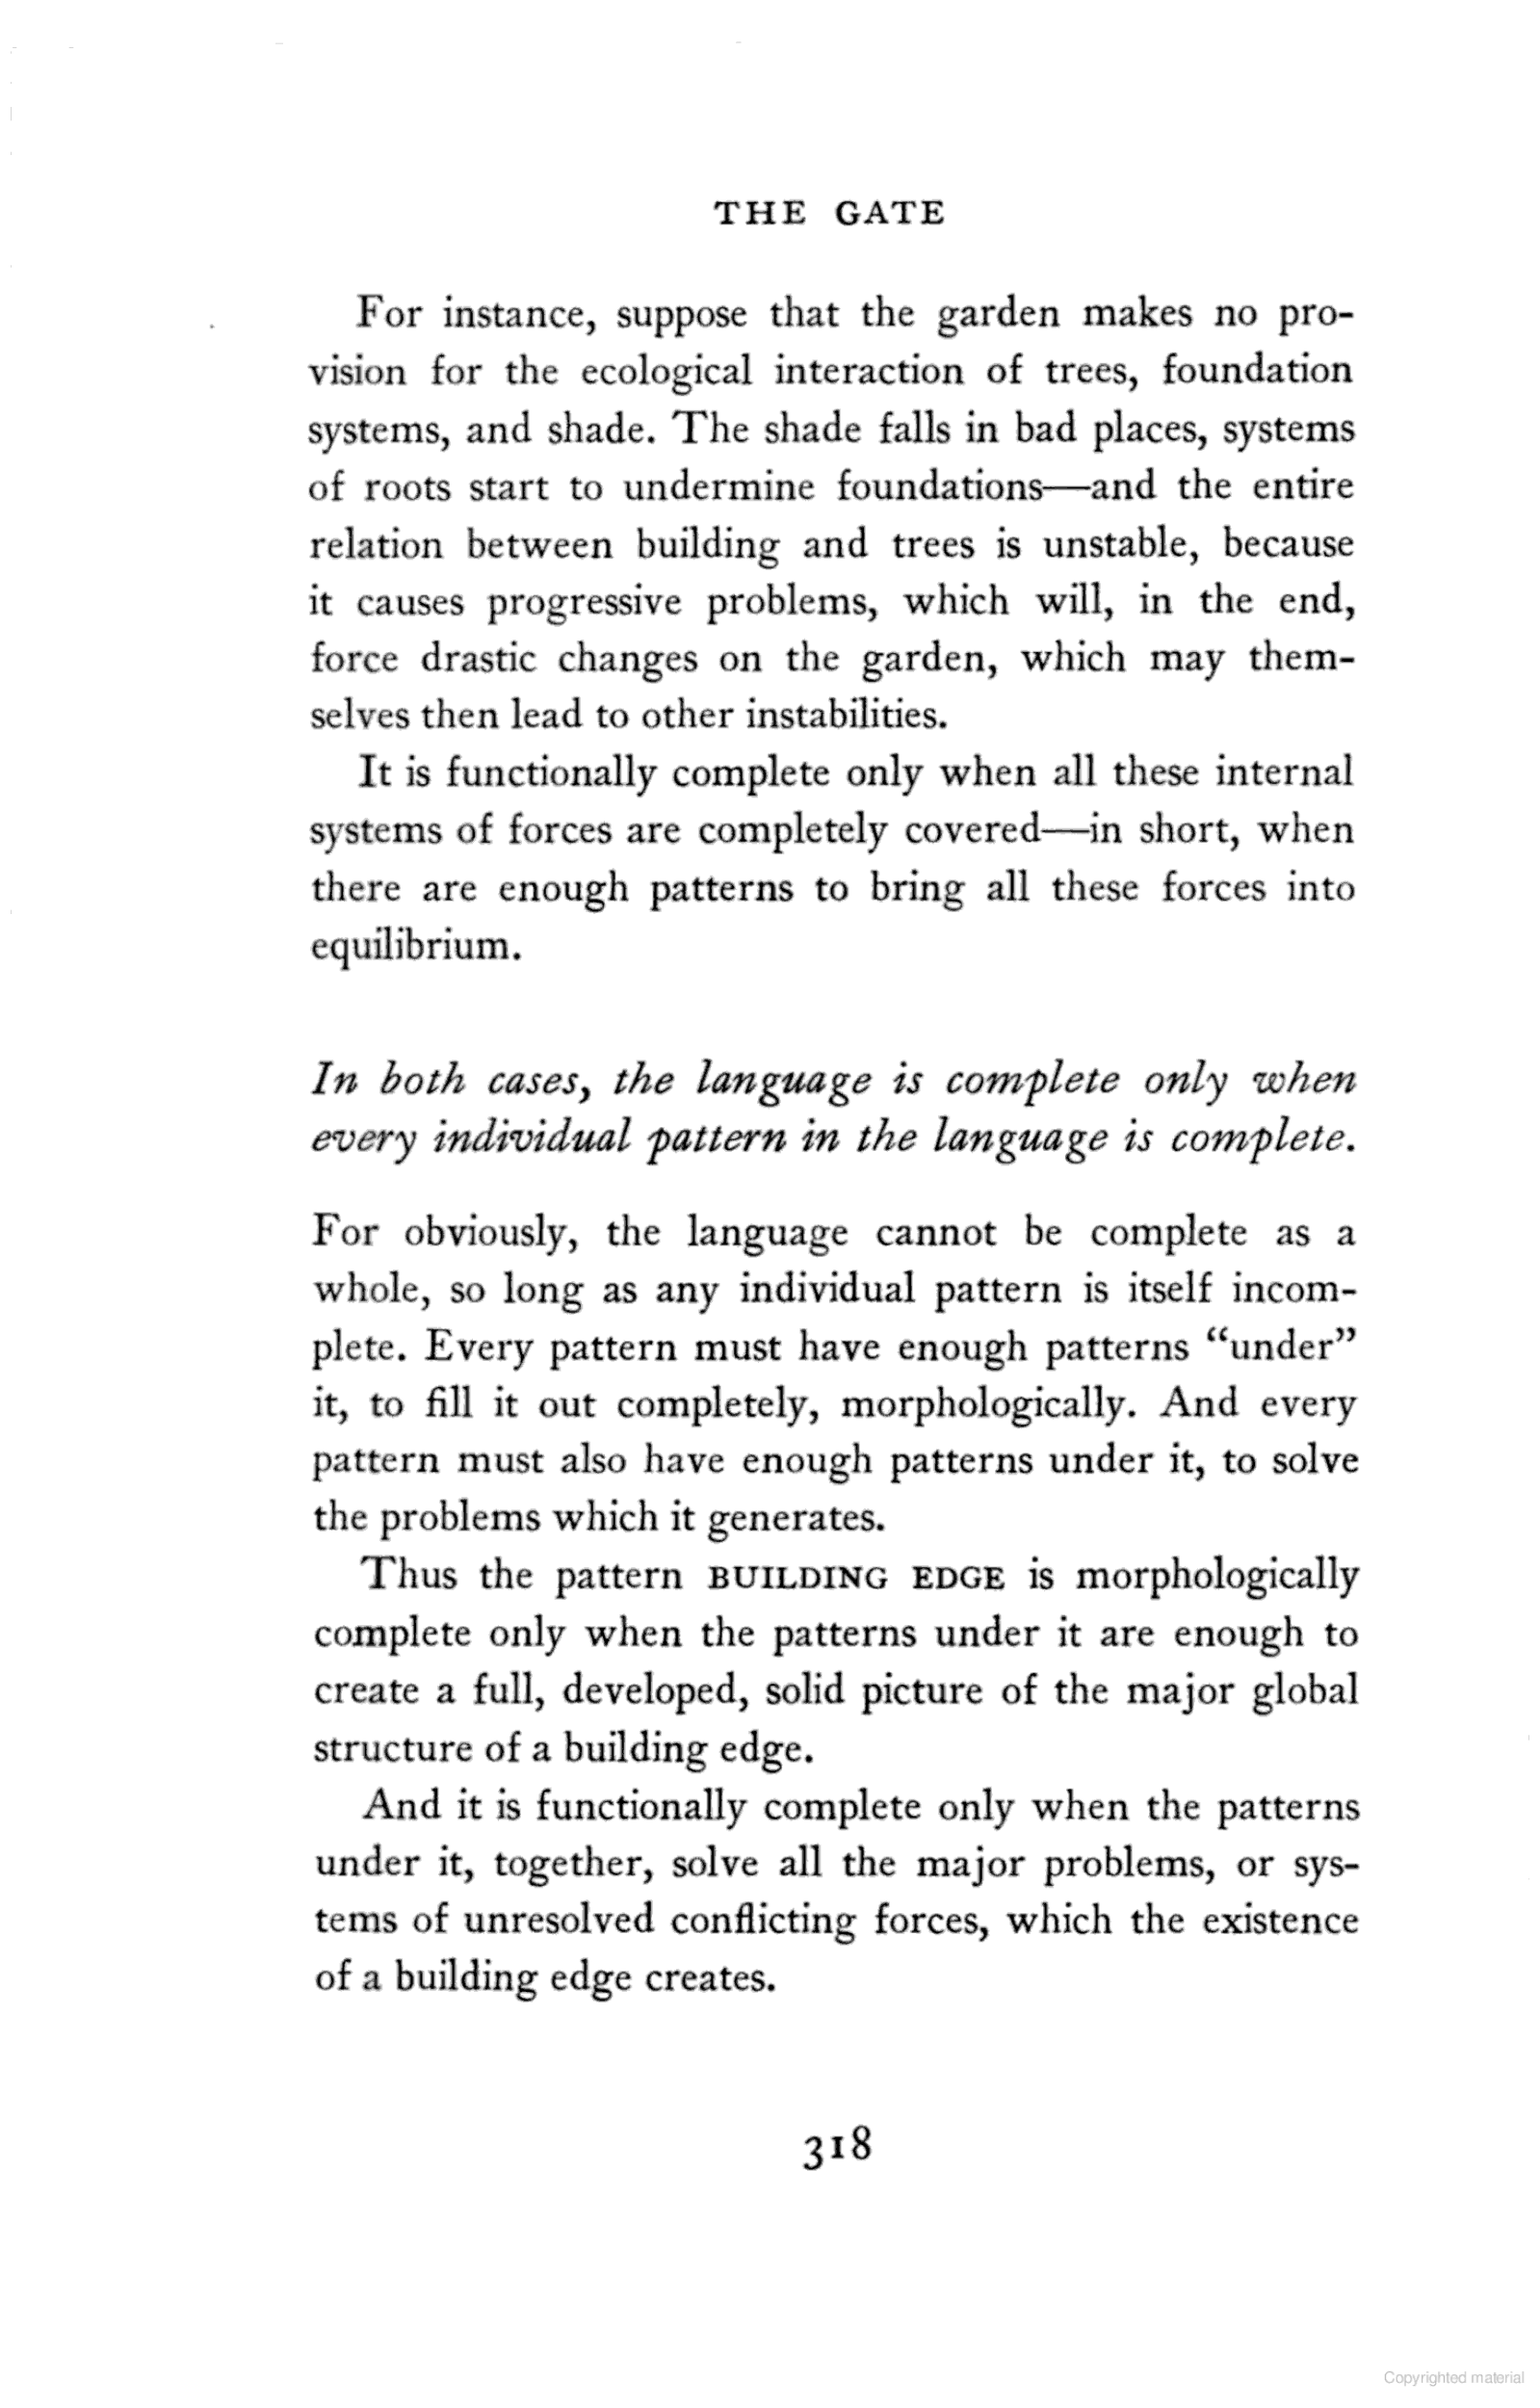 THE GATE
For instance, suppose that the garden makes no pro-
vision for the ecological interaction of trees, foundation
systems, and shade. The shade falls in bad places, systems
of roots start to undermine foundations—and the entire
relation between building and trees is unstable, because
it causes progressive problems, which will, in the end,
force drastic changes on the garden, which may them-
selves then lead to other instabilities.
It is functionally complete only when all these internal
systems of forces are completely covered—in short, when
there are enough patterns to bring all these forces into
equilibrium.
In both cases, the language is complete only when
every individual pattern in the language is complete.
For obviously, the language cannot be complete as a
whole, so long as any individual pattern is itself incom-
plete. Every pattern must have enough patterns “under”
it, to fill it out completely, morphologically. And every
pattern must also have enough patterns under it, to solve
the problems which it generates.
Thus the pattern BUILDING EDGE is morphologically
complete only when the patterns under it are enough to
create a full, developed, solid picture of the major global
structure of a building edge.
And it is functionally complete only when the patterns
under it, together, solve all the major problems, or sys-
tems of unresolved conflicting forces, which the existence
of a building edge creates.
318
Copyrighted material